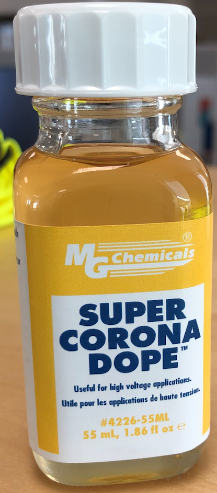 MG Chemicals®
SUPER
CORONA
DOPE™
Useful for high voltage applications.
Utile pour les applications de haute tension.
#4226-55ML
55 mL, 1.86 fl oz ℮